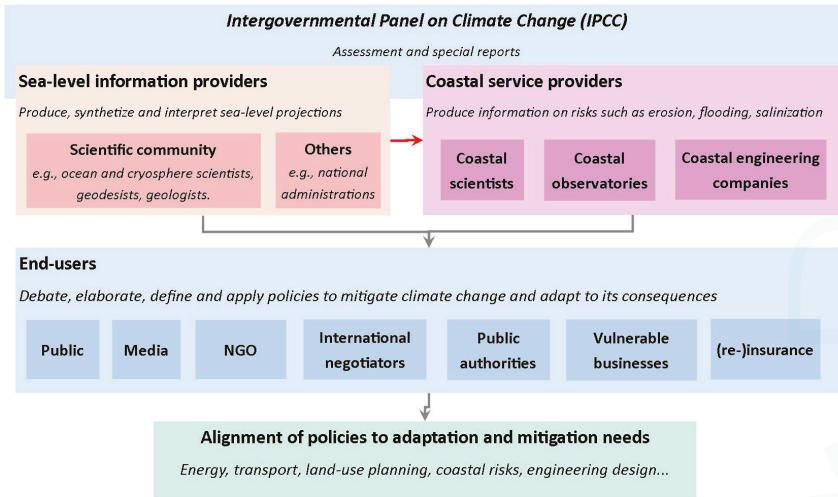 Intergovernmental Panel on Climate Change (IPCC)
Assessment and special reports
Sea-level information providers
Produce, synthetize and interpret sea-level projections
Scientific community
e.g., ocean and cryosphere scientists,
geodesists, geologists.
Others
e.g., national
administrations
Coastal service providers
Produce information on risks such as erosion, flooding, salinization
Coastal
scientists
Coastal
observatories
Coastal engineering
companies
End-users
Debate, elaborate, define and apply policies to mitigate climate change and adapt to its consequences
Public
Media
NGO
International
negotiators
Public
authorities
Vulnerable
businesses
(re-)insurance
Alignment of policies to adaptation and mitigation needs
Energy, transport, land-use planning, coastal risks, engineering design...